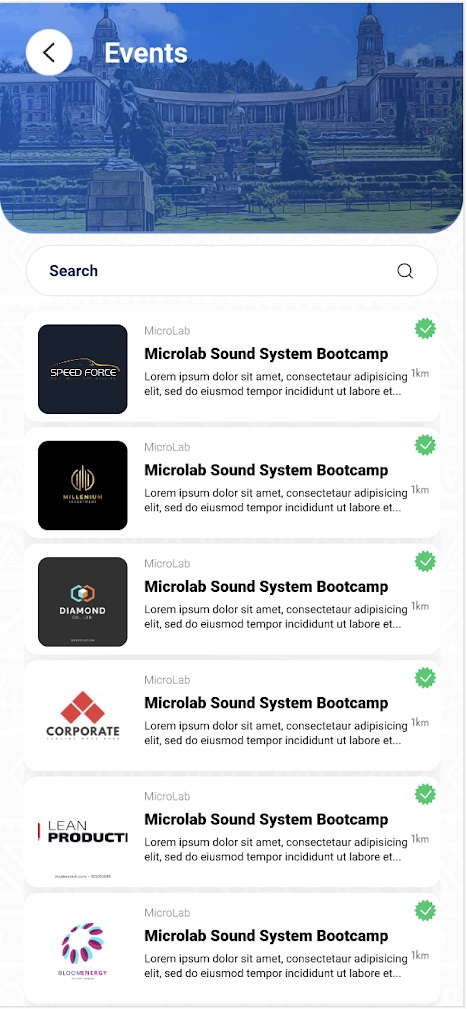 Events
Search
SPEED FORCE
MicroLab
Microlab Sound System Bootcamp
Lorem ipsum dolor sit amet, consectetaur adipisicing
elit, sed do eiusmod tempor incididunt ut labore et...
1km
MILLENIUM
INVESTMENT
MicroLab
Microlab Sound System Bootcamp
Lorem ipsum dolor sit amet, consectetaur adipisicing
elit, sed do eiusmod tempor incididunt ut labore et...
1km
DIAMOND
CO., LTD
MicroLab
Microlab Sound System Bootcamp
Lorem ipsum dolor sit amet, consectetaur adipisicing
elit, sed do eiusmod tempor incididunt ut labore et...
1km
CORPORATE
MicroLab
Microlab Sound System Bootcamp
Lorem ipsum dolor sit amet, consectetaur adipisicing
elit, sed do eiusmod tempor incididunt ut labore et...
1km
LEAN
PRODUCTI
MicroLab
Microlab Sound System Bootcamp
Lorem ipsum dolor sit amet, consectetaur adipisicing
elit, sed do eiusmod tempor incididunt ut labore et...
1km
BLOOMENERGY
MicroLab
Microlab Sound System Bootcamp
Lorem ipsum dolor sit amet, consectetaur adipisicing
elit, sed do eiusmod tempor incididunt ut labore et...
1km